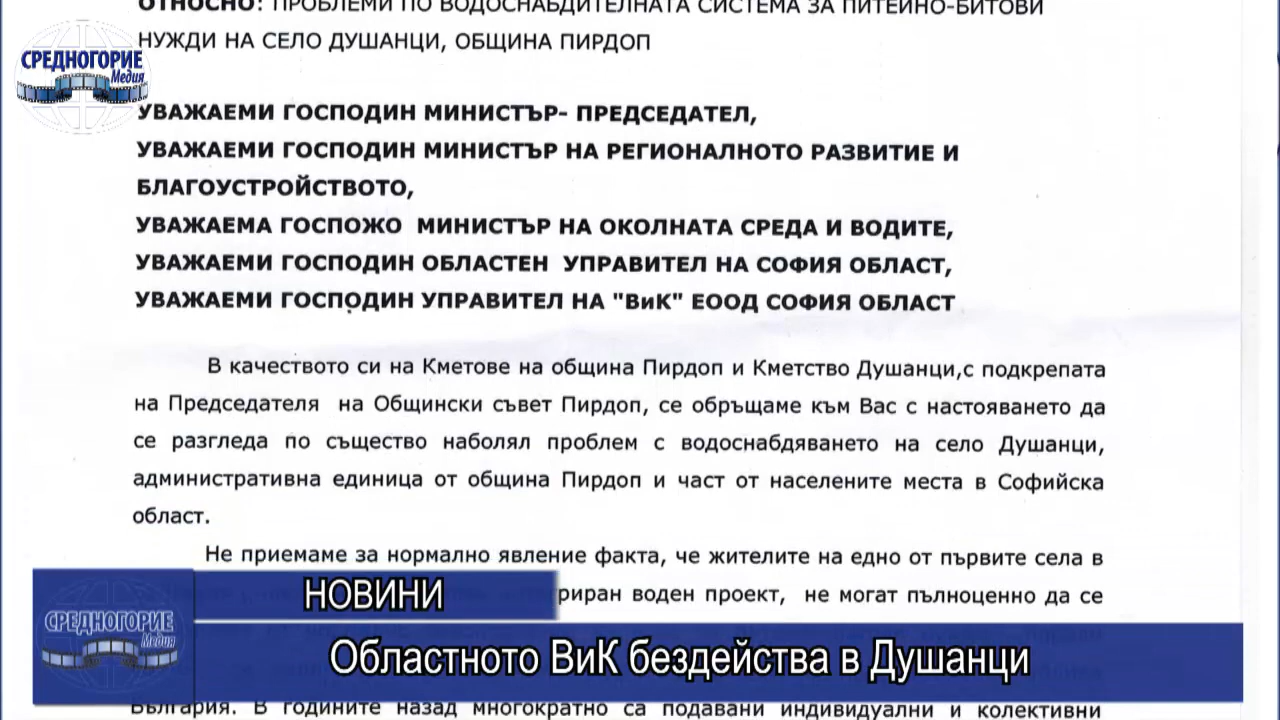 ОТНОСНО: ПРОБЛЕМИ ПО ВОДОСНАБДИТЕЛНАТА СИСТЕМА ЗА ПИТЕЙНО-БИТОВИ
НУЖДИ НА СЕЛО ДУШАНЦИ, ОБЩИНА ПИРДОП
СРЕДНОГОРИЕ
Медия
УВАЖАЕМИ ГОСПОДИН МИНИСТЪР- ПРЕДСЕДАТЕЛ,
УВАЖАЕМИ ГОСПОДИН МИНИСТЪР НА РЕГИОНАЛНОТО РАЗВИТИЕ И
БЛАГОУСТРОЙСТВОТО,
УВАЖАЕМА ГОСПОЖО МИНИСТЪР НА ОКОЛНАТА СРЕДА И ВОДИТЕ,
УВАЖАЕМИ ГОСПОДИН ОБЛАСТЕН УПРАВИТЕЛ НА СОФИЯ ОБЛАСТ,
УВАЖАЕМИ ГОСПОДИН УПРАВИТЕЛ НА "ВиК" ЕООД СОФИЯ ОБЛАСТ
В качеството си на Кметове на община Пирдоп и Кметство Душанци,с подкрепата
на Председателя на Общински съвет Пирдоп, се обръщаме към Вас с настояването да
се разгледа по същество наболял проблем с водоснабдяването на село Душанци,
административна единица от община Пирдоп и част от населените места в Софийска
област.
Не приемаме за нормално явление факта, че жителите на едно от първите села в
воден проект, не могат пълноценно да се
НОВИНИ
СРЕДНОГОРИЕ
Медия
Областното ВиК бездейства в Душанци
България. В годините назад многократно са подавани индивидуални и колективни